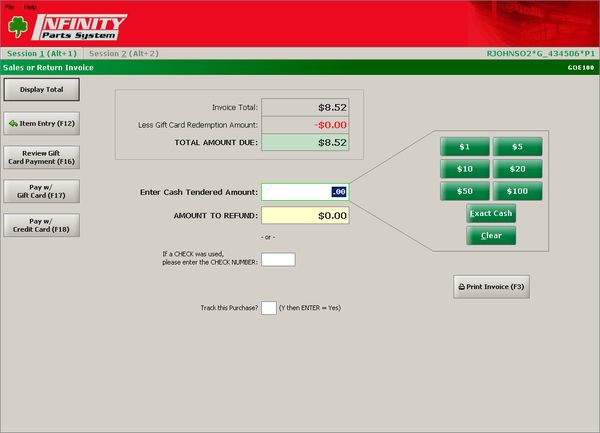 File Help
INFINITY
Parts System
Session 1 (Alt+1) Session 2 (Alt+2) RJOHNSO2*G_434506*P1
Sales or Return Invoice GOE100
Display Total
Item Entry (F12)
Review Gift
Card Payment (F16)
Pay w/
Gift Card (F17)
Pay w/
Credit Card (F18)
Invoice Total: $8.52
Less Gift Card Redemption Amount: -$0.00
TOTAL AMOUNT DUE: $8.52
Enter Cash Tendered Amount: .00
AMOUNT TO REFUND: $0.00
- or -
If a CHECK was used,
please enter the CHECK NUMBER:
Track this Purchase? (Y then ENTER = Yes)
$1 $5
$10 $20
$50 $100
Exact Cash
Clear
Print Invoice (F3)